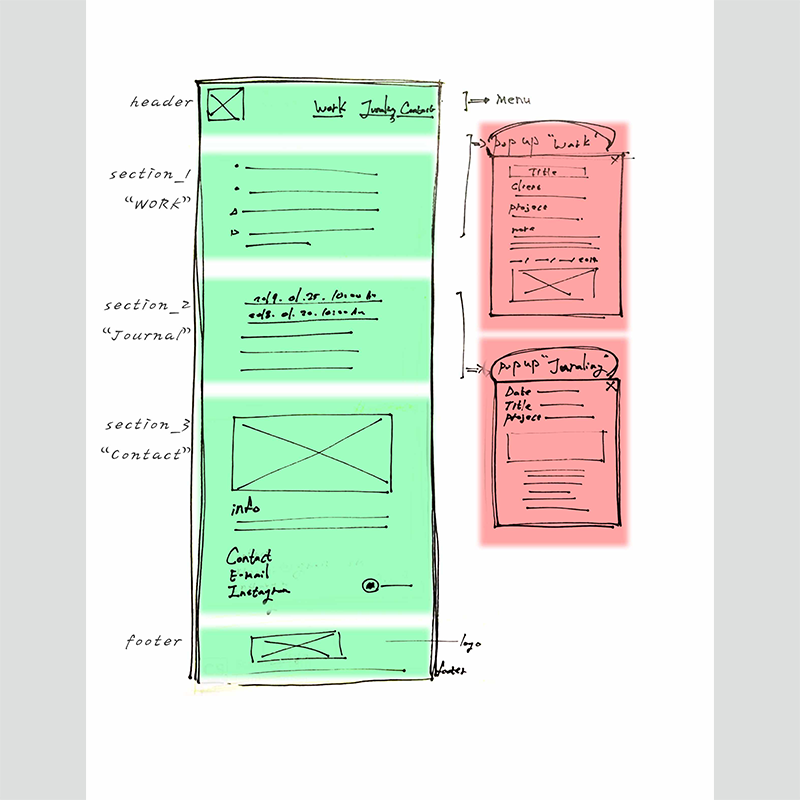 header
Work Journaling Contact
Menu
section_1
"WORK"
section_2
"Journal"
2019. 01. 25. 10:00 Am
2018. 01. 20. 10:00 Am
section_3
"Contact"
info
Contact
E-mail
Instagram
footer
logo
footer
pop up "Work"
X
Title
Client
project
2019
pop up "Journaling"
X
Date
Title
project